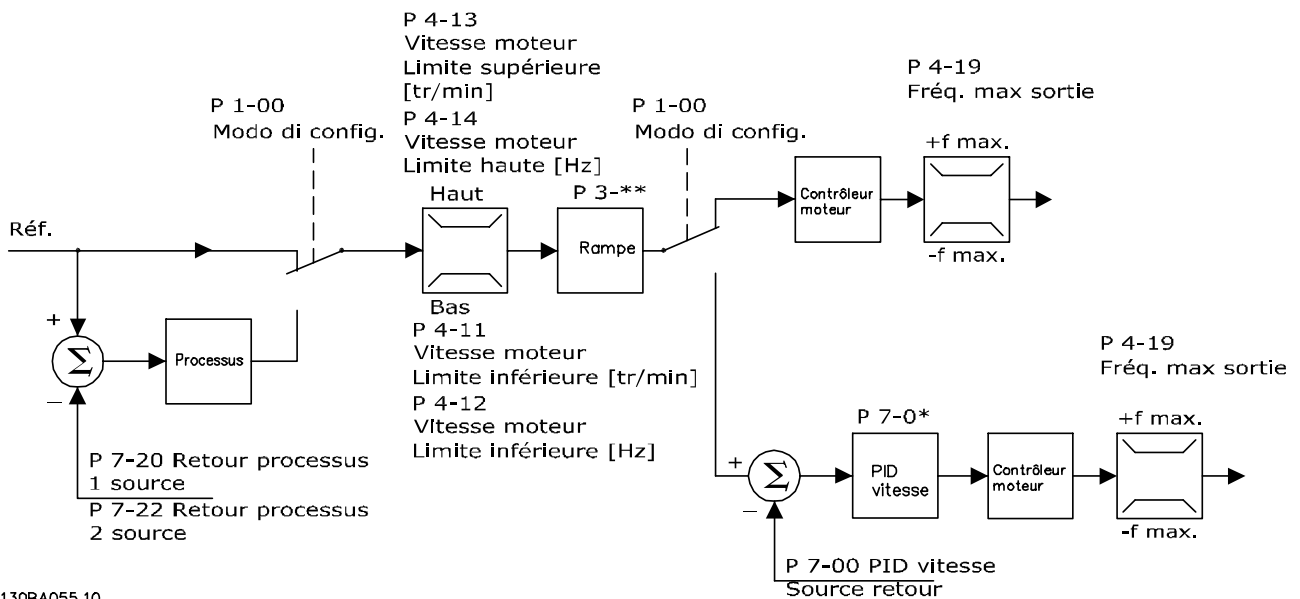 P 4-13
Vitesse moteur
Limite supérieure
[tr/min]
P 4-14
Vitesse moteur
Limite haute [Hz]
P 1-00
Modo di config.
P 1-00
Modo di config.
P 4-19
Fréq. max sortie
+f max.
Haut
P 3-**
Contrôleur
moteur
Réf.
Rampe
-f max.
Bas
P 4-11
Vitesse moteur
Limite inférieure [tr/min]
P 4-12
Vitesse moteur
Limite inférieure [Hz]
+
Σ
Processus
−
P 7-20 Retour processus
1 source
P 7-22 Retour processus
2 source
P 4-19
Fréq. max sortie
P 7-0*
+f max.
+
Σ
PID
vitesse
Contrôleur
moteur
−
-f max.
P 7-00 PID vitesse
Source retour
130BA055.10